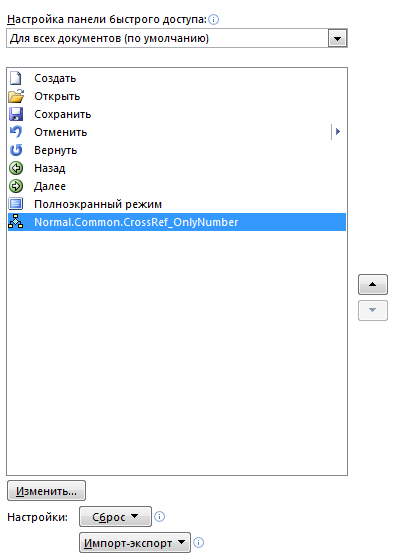 Настройка панели быстрого доступа:
Для всех документов (по умолчанию)
Создать
Открыть
Сохранить
Отменить
Вернуть
Назад
Далее
Полноэкранный режим
Normal.Common.CrossRef_OnlyNumber
Изменить...
Настройки: Сброс
Импорт-экспорт